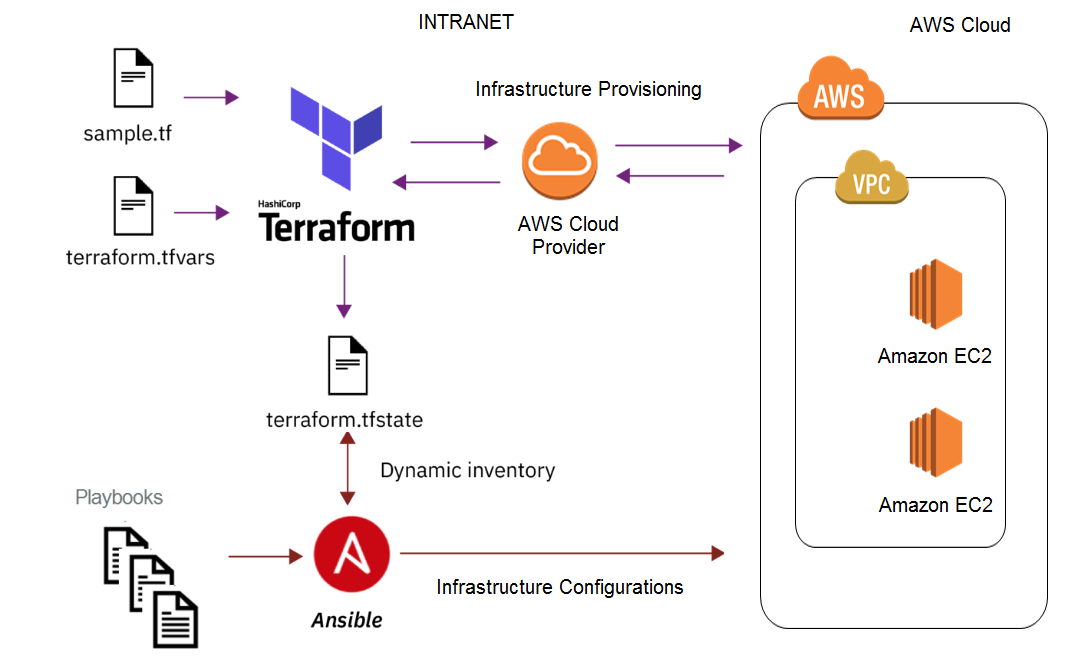 INTRANET
AWS Cloud
Infrastructure Provisioning
AWS
sample.tf
HashiCorp
Terraform
AWS Cloud
Provider
VPC
terraform.tfvars
Amazon EC2
terraform.tfstate
Dynamic inventory
Playbooks
Amazon EC2
Infrastructure Configurations
Ansible